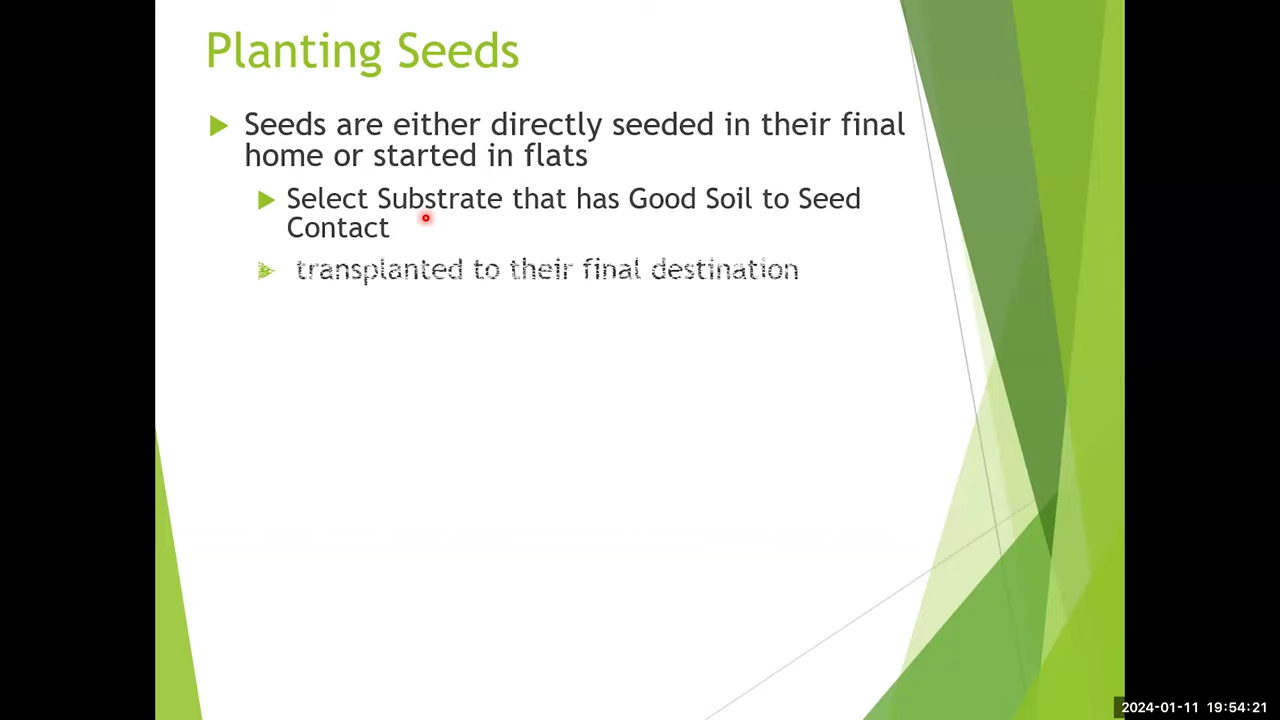 Planting Seeds
Seeds are either directly seeded in their final
home or started in flats
Select Substrate that has Good Soil to Seed
Contact
transplanted to their final destination
2024-01-11 19:54:21